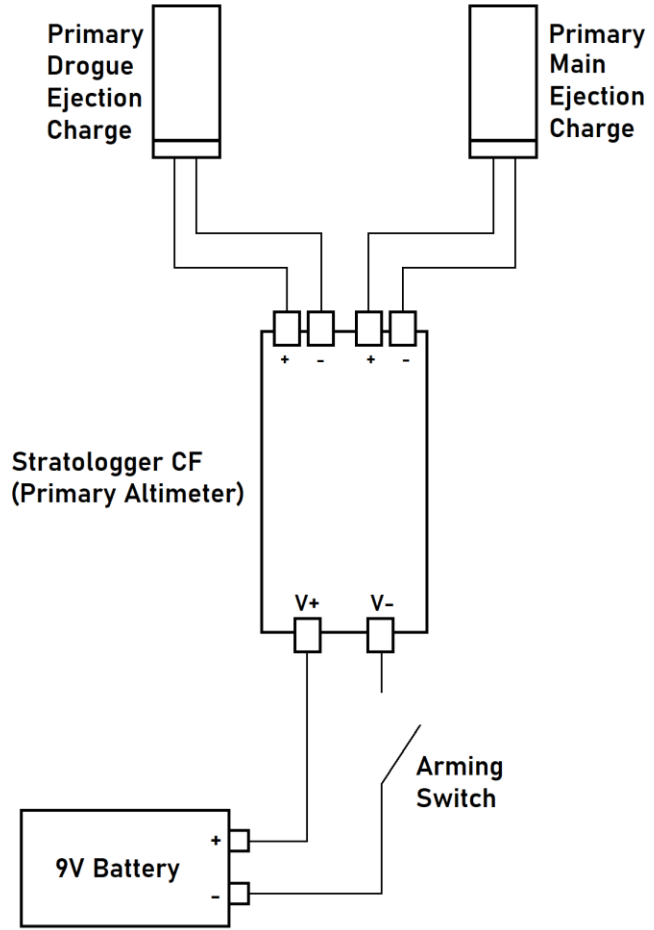 Primary
Drogue
Ejection
Charge
Primary
Main
Ejection
Charge
+ - + -
Stratologger CF
(Primary Altimeter)
V+ V-
Arming
Switch
+
9V Battery
-